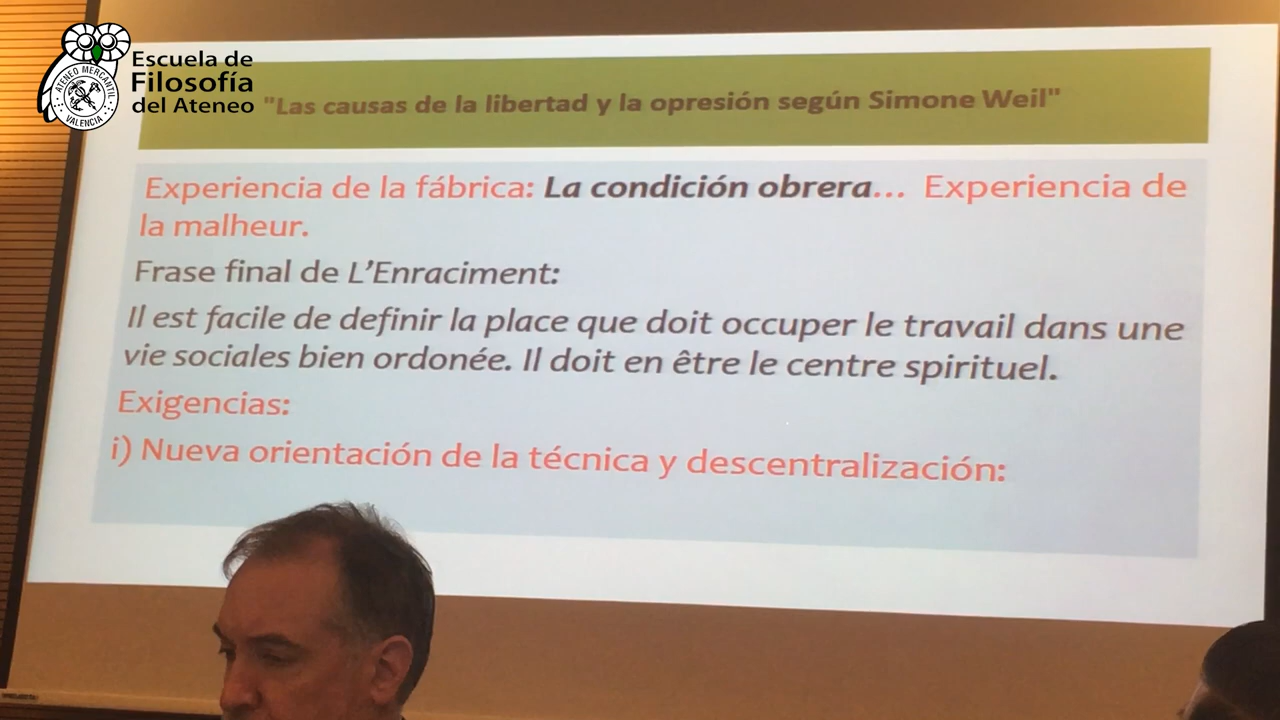 Escuela de
Filosofía
del Ateneo
ATENEO MERCANTIL
VALENCIA
"Las causas de la libertad y la opresión según Simone Weil"
Experiencia de la fábrica: La condición obrera... Experiencia de
la malheur.
Frase final de L'Enraciment:
Il est facile de definir la place que doit occuper le travail dans une
vie sociales bien ordonée. Il doit en être le centre spirituel.
Exigencias:
i) Nueva orientación de la técnica y descentralización: